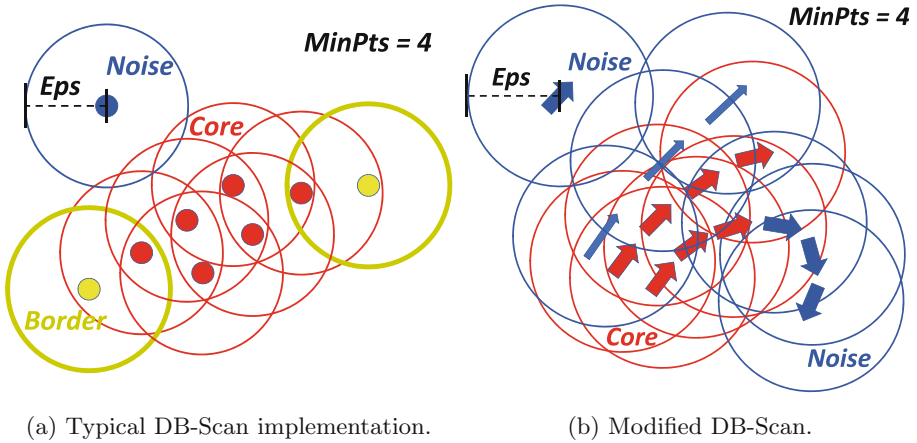 MinPts = 4
Noise
Eps
Core
Border
(a) Typical DB-Scan implementation.
MinPts = 4
Noise
Eps
Core
Noise
(b) Modified DB-Scan.